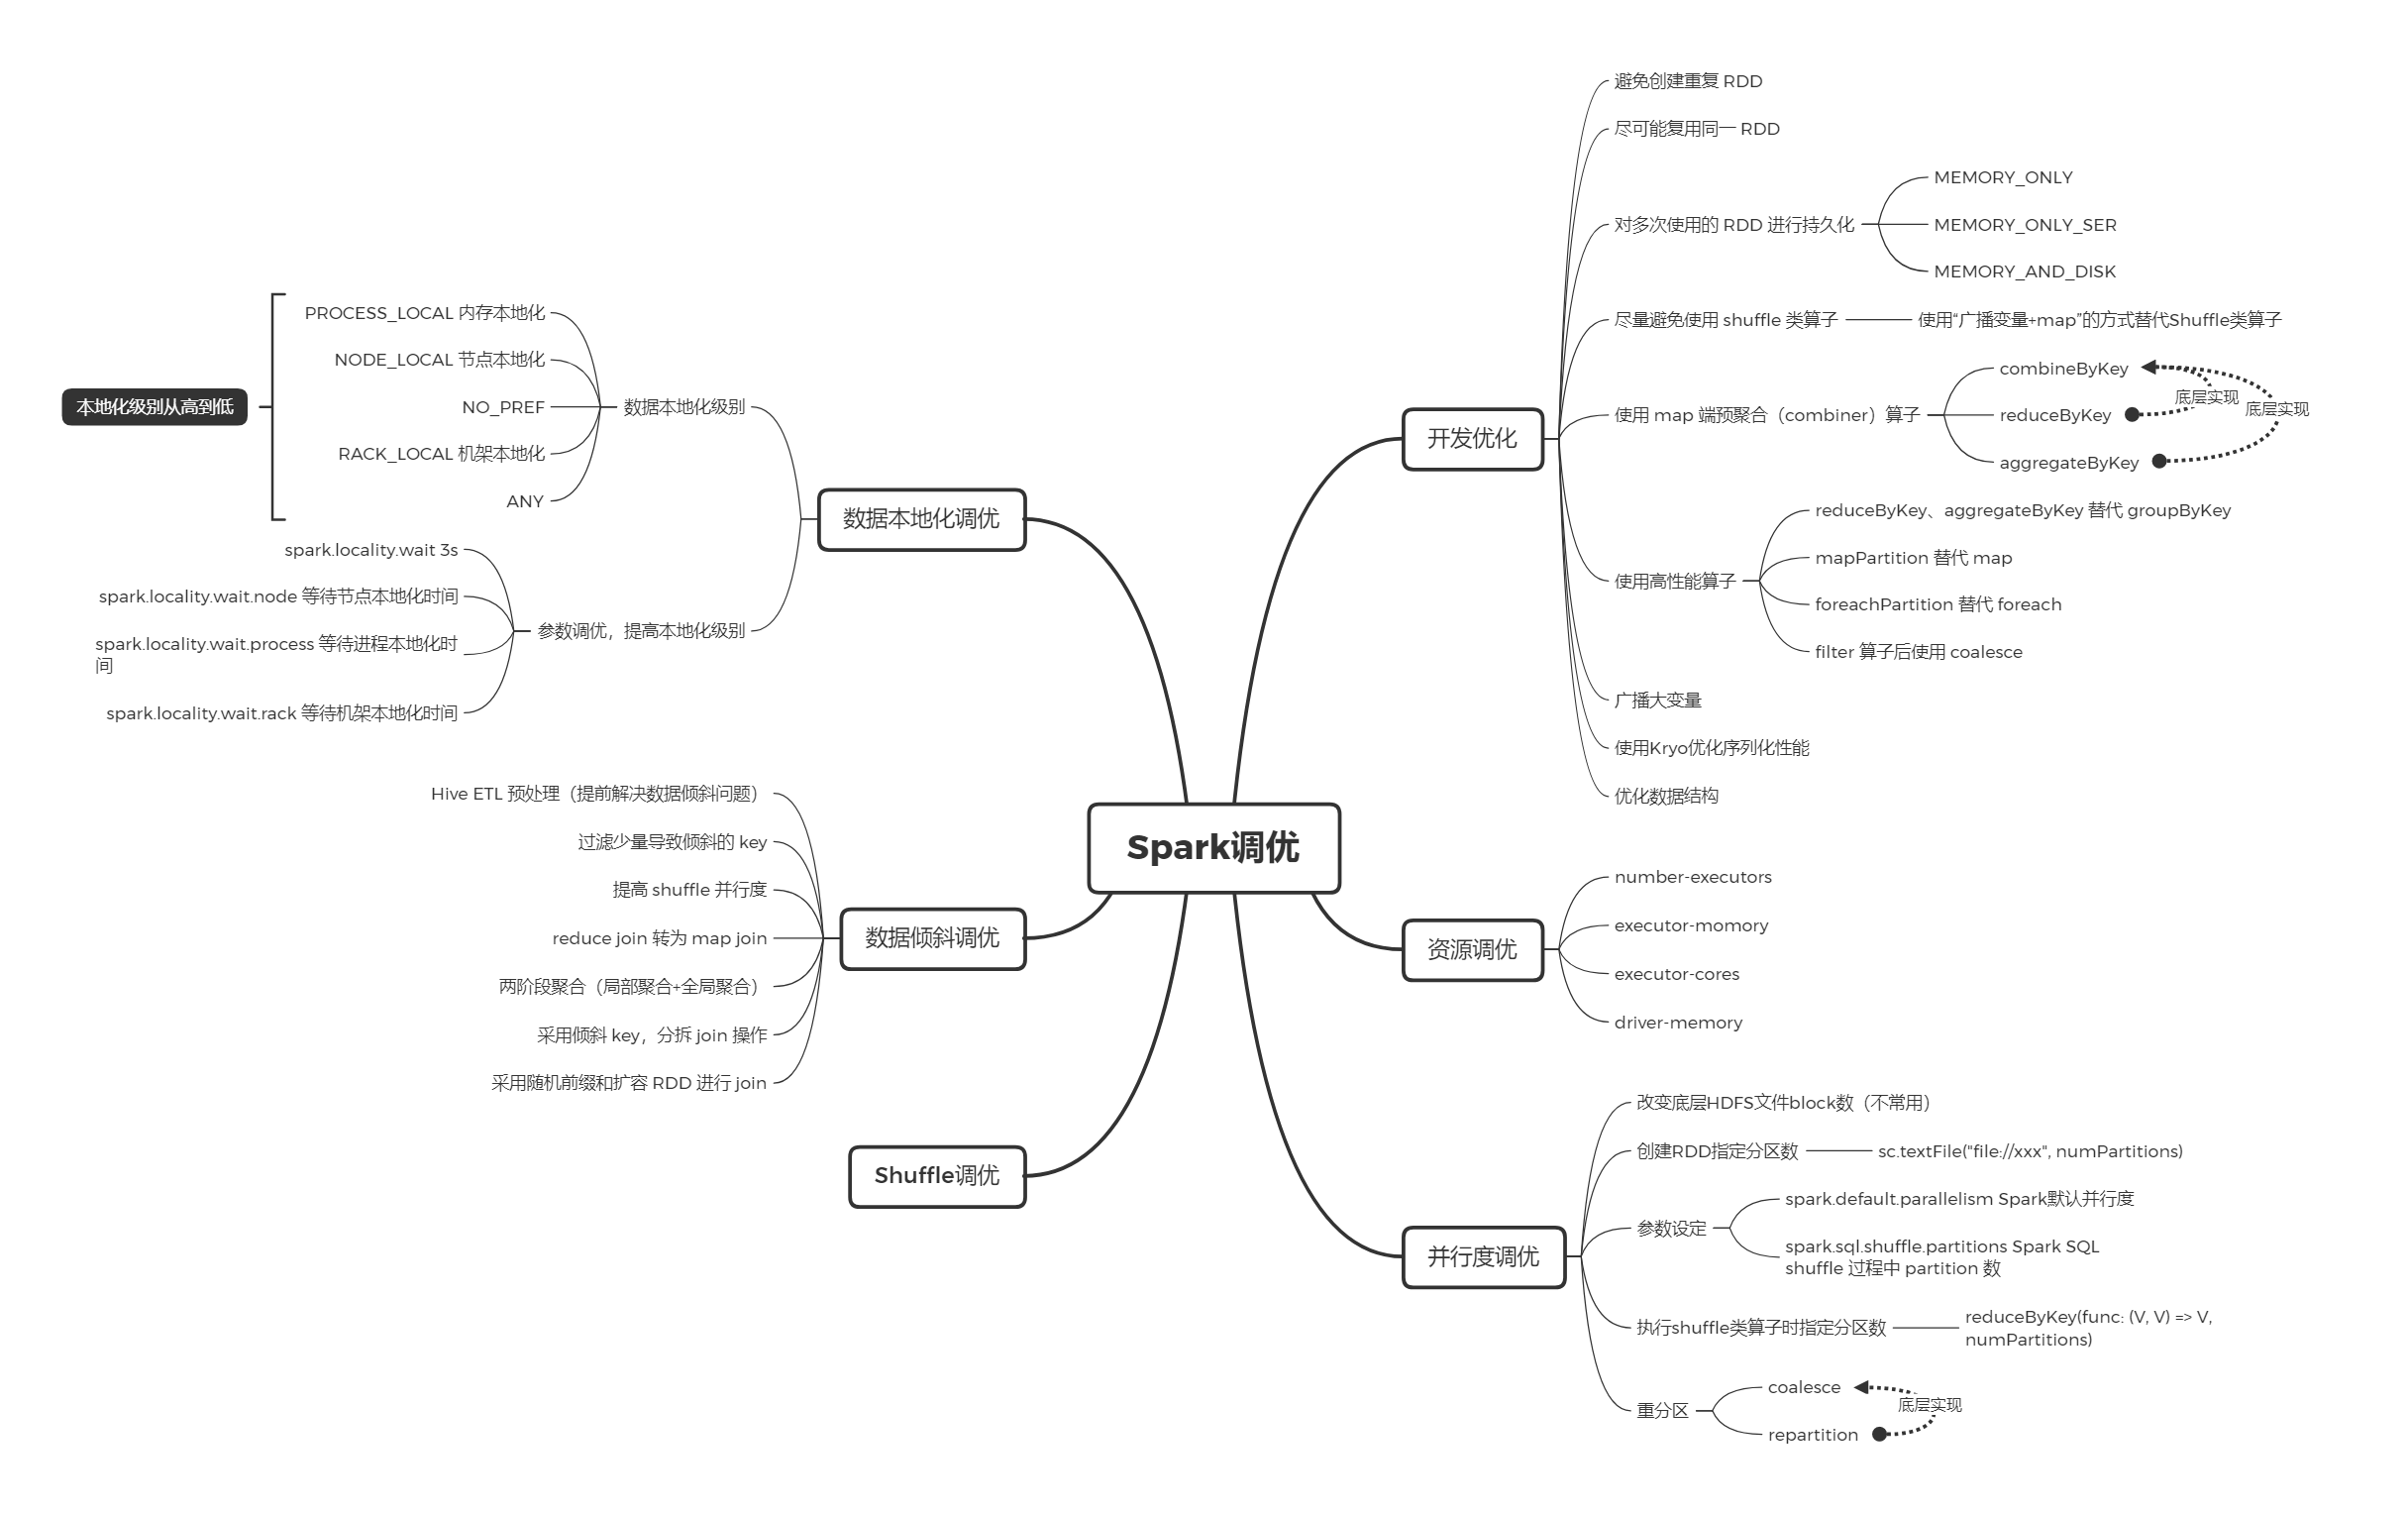 Spark调优
开发优化
避免创建重复 RDD
尽可能复用同一 RDD
对多次使用的 RDD 进行持久化
MEMORY_ONLY
MEMORY_ONLY_SER
MEMORY_AND_DISK
尽量避免使用 shuffle 类算子
使用“广播变量+map”的方式替代Shuffle类算子
使用 map 端预聚合（combiner）算子
combineByKey
reduceByKey
aggregateByKey
底层实现
底层实现
使用高性能算子
reduceByKey、aggregateByKey 替代 groupByKey
mapPartition 替代 map
foreachPartition 替代 foreach
filter 算子后使用 coalesce
广播大变量
使用Kryo优化序列化性能
优化数据结构
资源调优
number-executors
executor-momory
executor-cores
driver-memory
并行度调优
改变底层HDFS文件block数（不常用）
创建RDD指定分区数
sc.textFile("file://xxx", numPartitions)
参数设定
spark.default.parallelism Spark默认并行度
spark.sql.shuffle.partitions Spark SQL
shuffle 过程中 partition 数
执行shuffle类算子时指定分区数
reduceByKey(func: (V, V) => V,
numPartitions)
重分区
coalesce
repartition
底层实现
数据本地化调优
数据本地化级别
PROCESS_LOCAL 内存本地化
NODE_LOCAL 节点本地化
NO_PREF
RACK_LOCAL 机架本地化
ANY
本地化级别从高到低
参数调优，提高本地化级别
spark.locality.wait 3s
spark.locality.wait.node 等待节点本地化时间
spark.locality.wait.process 等待进程本地化时
间
spark.locality.wait.rack 等待机架本地化时间
数据倾斜调优
Hive ETL 预处理（提前解决数据倾斜问题）
过滤少量导致倾斜的 key
提高 shuffle 并行度
reduce join 转为 map join
两阶段聚合（局部聚合+全局聚合）
采用倾斜 key，分拆 join 操作
采用随机前缀和扩容 RDD 进行 join
Shuffle调优